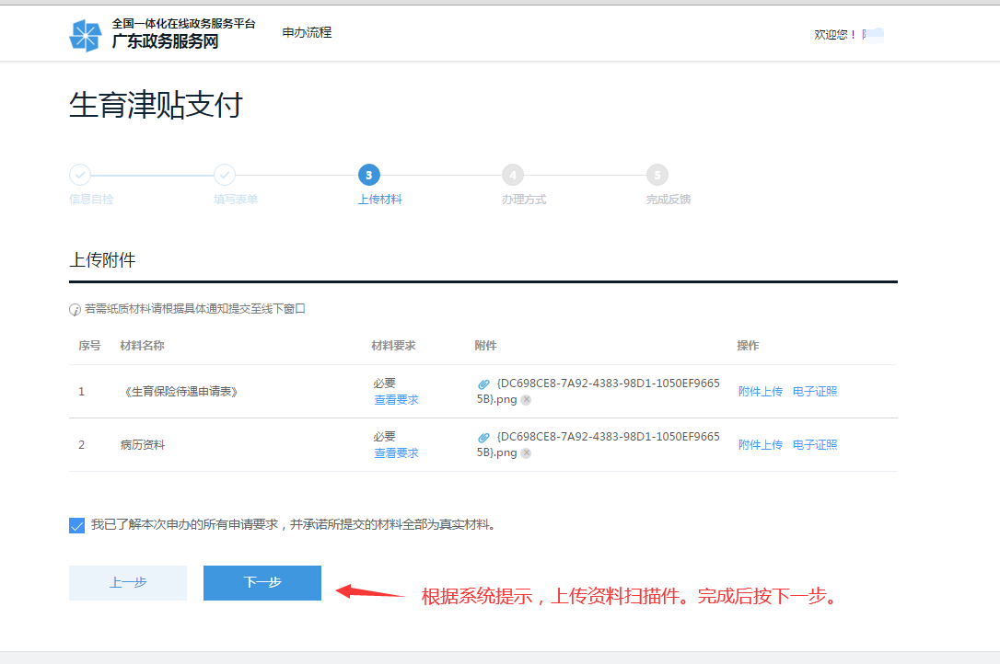 全国一体化在线政务服务平台
广东政务服务网
申办流程
欢迎您！
生育津贴支付
3
4
5
信息自检
填写表单
上传材料
办理方式
完成反馈
上传附件
若需纸质材料请根据具体通知提交至线下窗口
序号 材料名称 材料要求 附件 操作
1 《生育保险待遇申请表》 必要 查看要求 {DC698CE8-7A92-4383-98D1-1050EF9665
5B}.png 附件上传 电子证照
2 病历资料 必要 查看要求 {DC698CE8-7A92-4383-98D1-1050EF9665
5B}.png 附件上传 电子证照
我已了解本次申办的所有申请要求，并承诺所提交的材料全部为真实材料。
上一步
下一步
根据系统提示，上传资料扫描件。完成后按下一步。